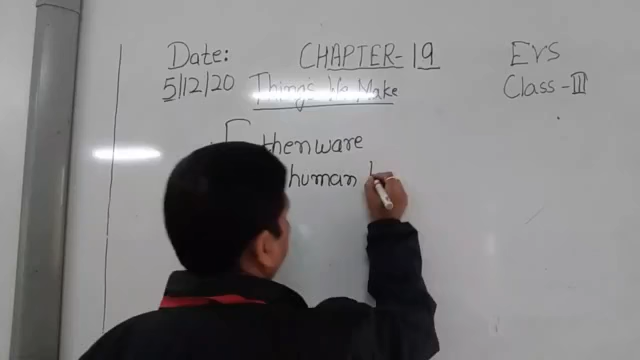 Date: CHAPTER-19 EVS
5/12/20 Things We Make Class-III
thenware
human